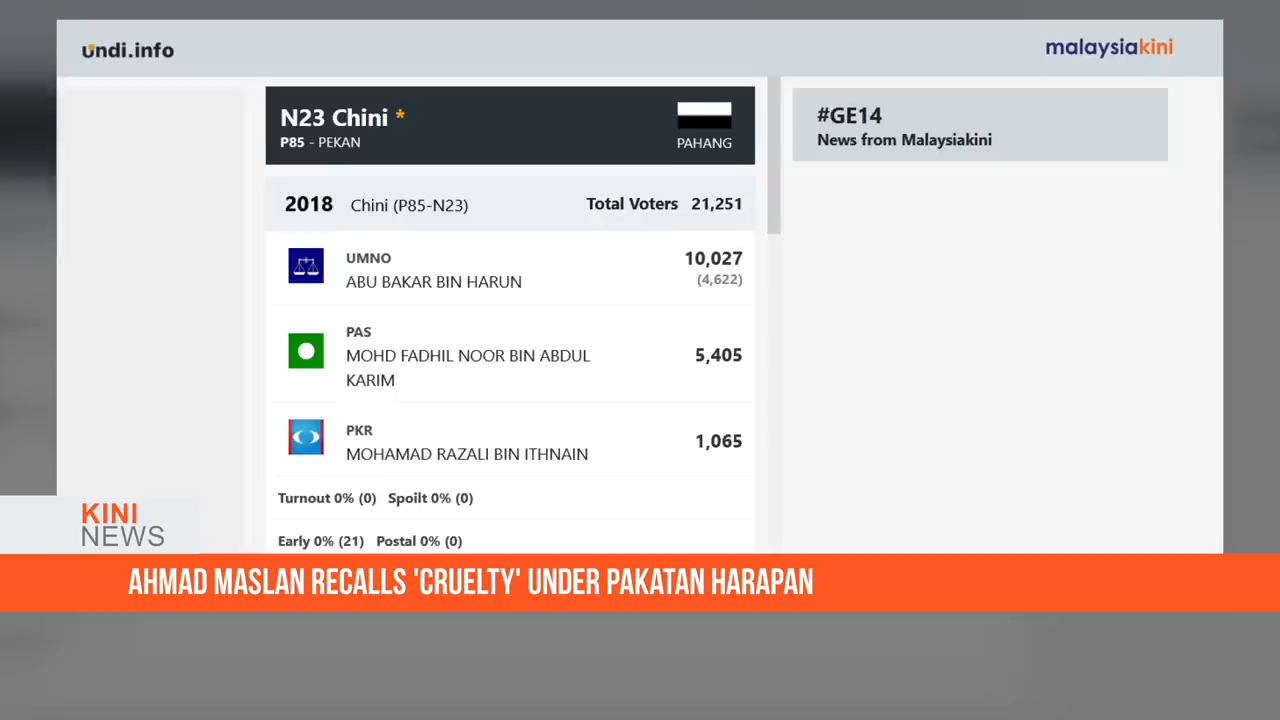 undi.info
malaysiakini
N23 Chini *
P85 - PEKAN
PAHANG
#GE14
News from Malaysiakini
2018 Chini (P85-N23) Total Voters 21,251
UMNO
ABU BAKAR BIN HARUN
10,027
(4,622)
PAS
MOHD FADHIL NOOR BIN ABDUL
KARIM
5,405
PKR
MOHAMAD RAZALI BIN ITHNAIN
1,065
Turnout 0% (0) Spoilt 0% (0)
Early 0% (21) Postal 0% (0)
KINI
NEWS
AHMAD MASLAN RECALLS 'CRUELTY' UNDER PAKATAN HARAPAN